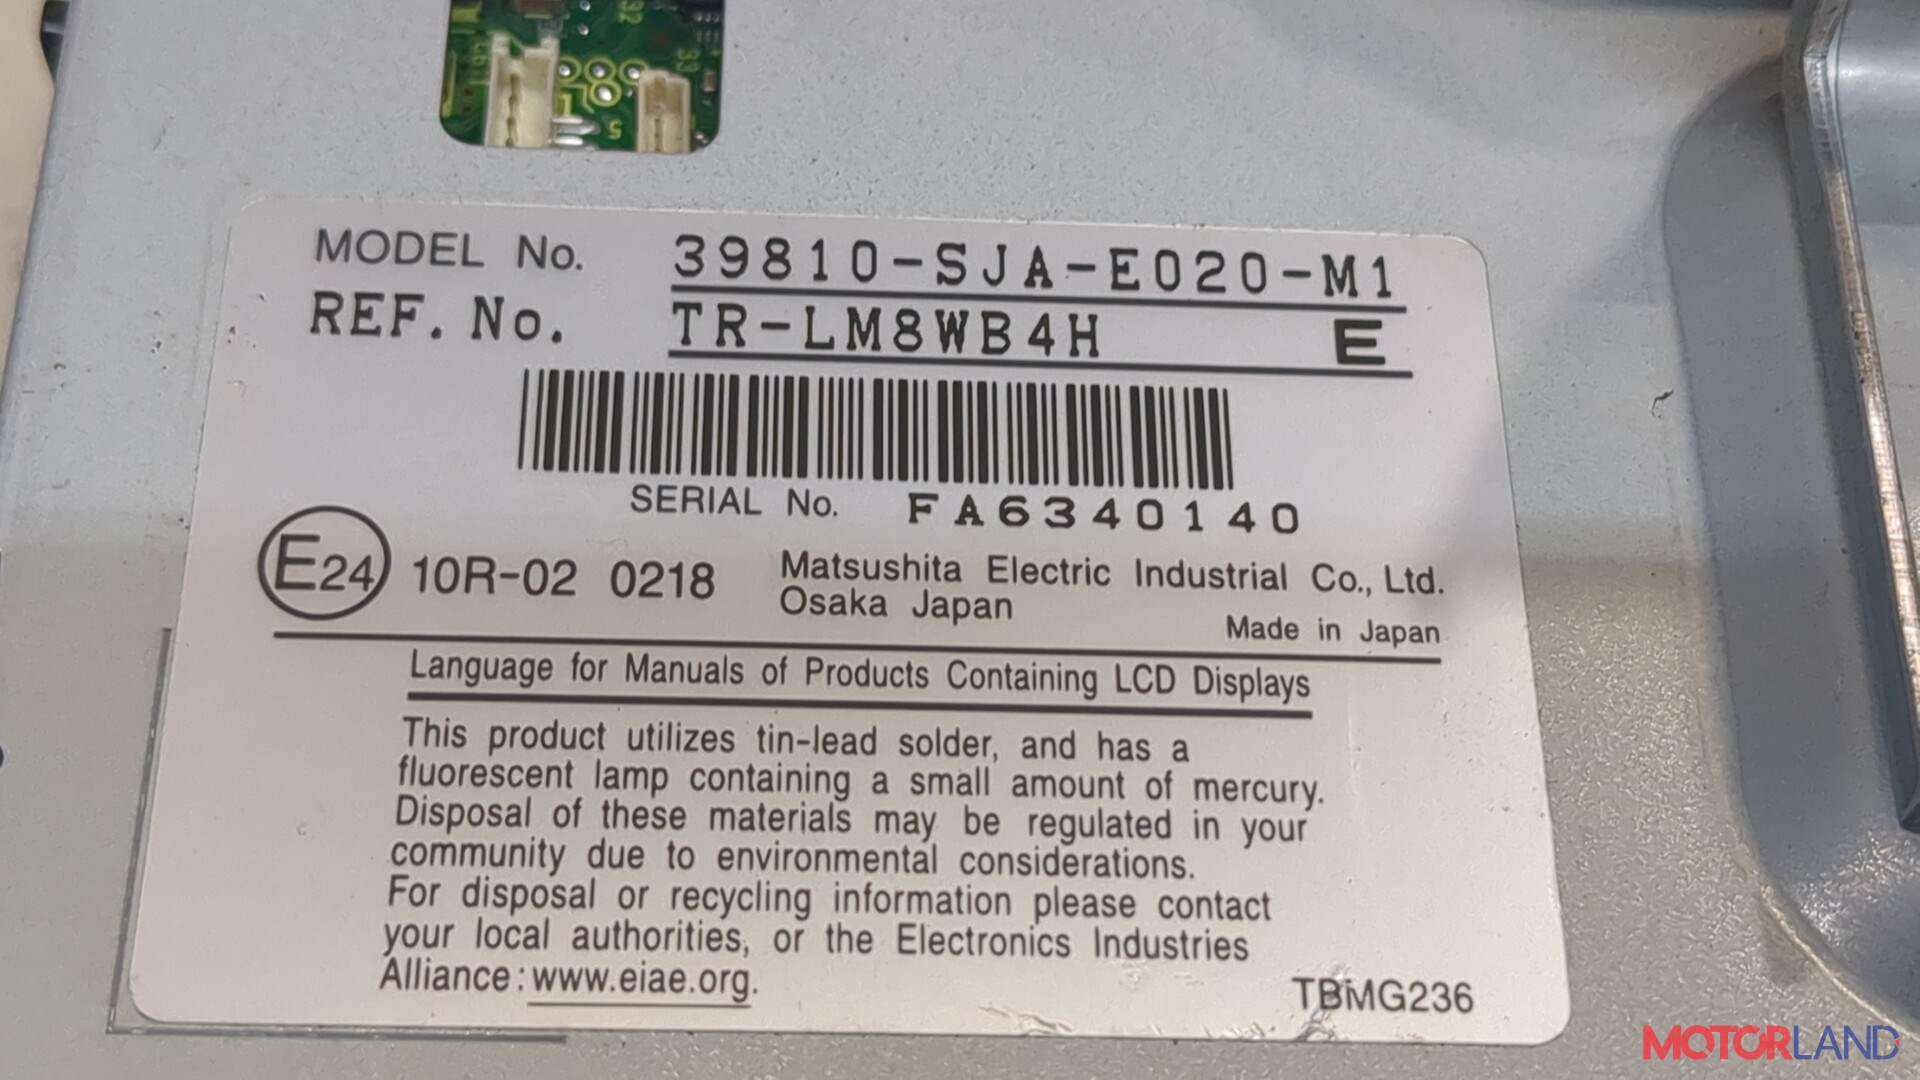 MODEL No. 39810-SJA-E020-M1
REF. No. TR-LM8WB4H E
SERIAL No. FA6340140
E24 10R-02 0218
Matsushita Electric Industrial Co., Ltd.
Osaka Japan
Made in Japan
Language for Manuals of Products Containing LCD Displays
This product utilizes tin-lead solder, and has a
fluorescent lamp containing a small amount of mercury.
Disposal of these materials may be regulated in your
community due to environmental considerations.
For disposal or recycling information please contact
your local authorities, or the Electronics Industries
Alliance: www.eiae.org.
TBMG236
MOTORLAND